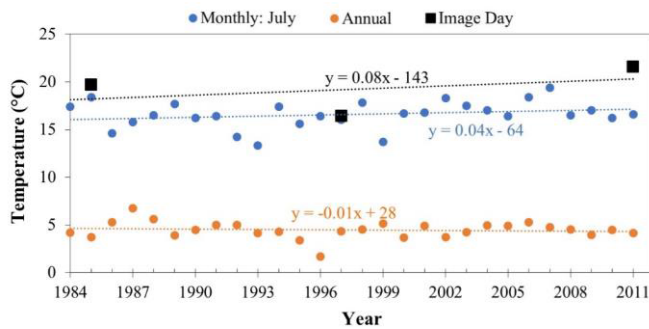 Monthly: July Annual Image Day
25
20
15
10
5
0
y = 0.08x - 143
y = 0.04x - 64
y = -0.01x + 28
1984 1987 1990 1993 1996 1999 2002 2005 2008 2011
Temperature (°C)
Year